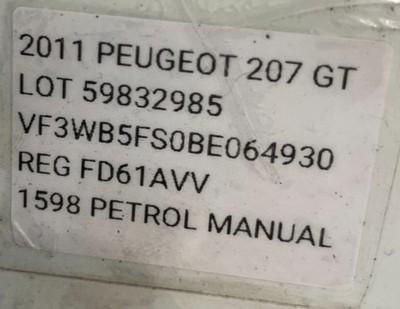 2011 PEUGEOT 207 GT
LOT 59832985
VF3WB5FS0BE064930
REG FD61AVV
1598 PETROL MANUAL